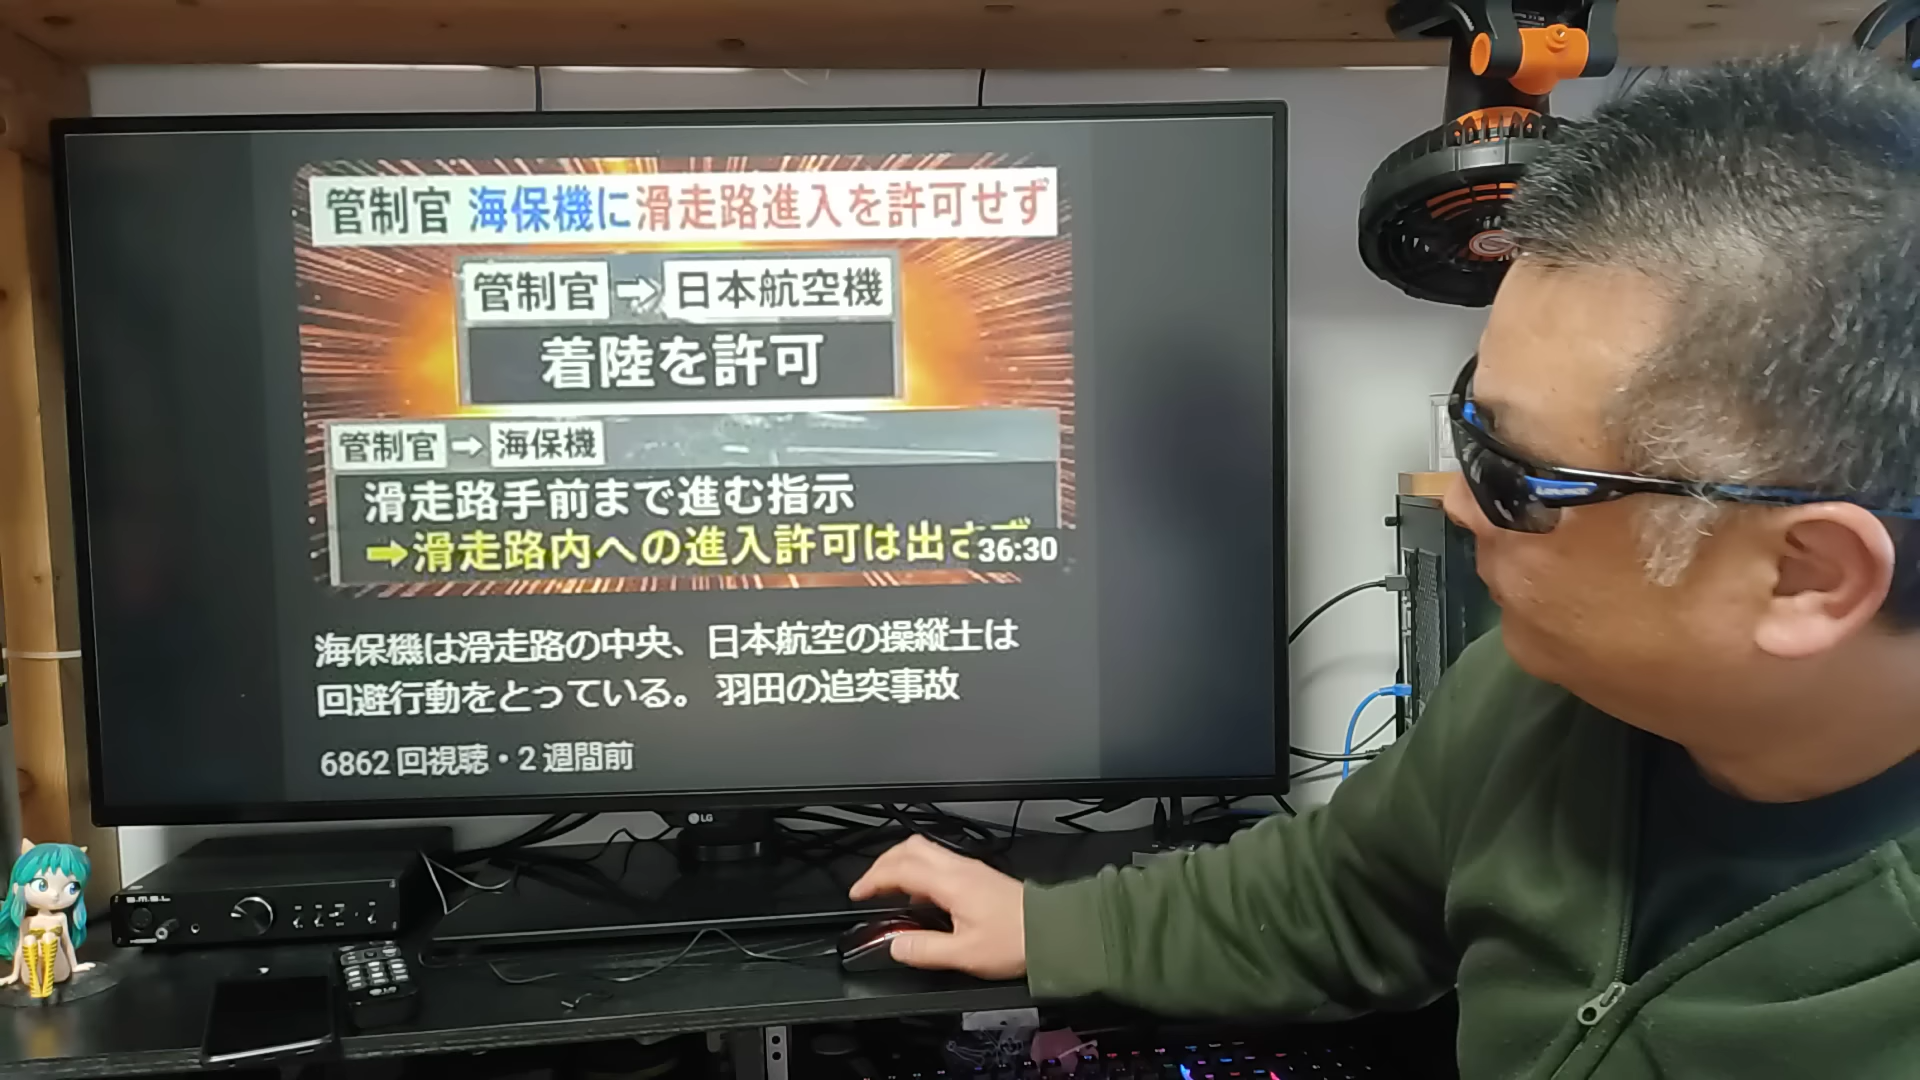 管制官 海保機に滑走路進入を許可せず
管制官 ➡ 日本航空機
着陸を許可
管制官 ➡ 海保機
滑走路手前まで進む指示
➡滑走路内への進入許可は出さず
36:30
海保機は滑走路の中央、日本航空の操縦士は
回避行動をとっている。 羽田の追突事故
6862 回視聴・2 週間前
LG
S.M.S.L